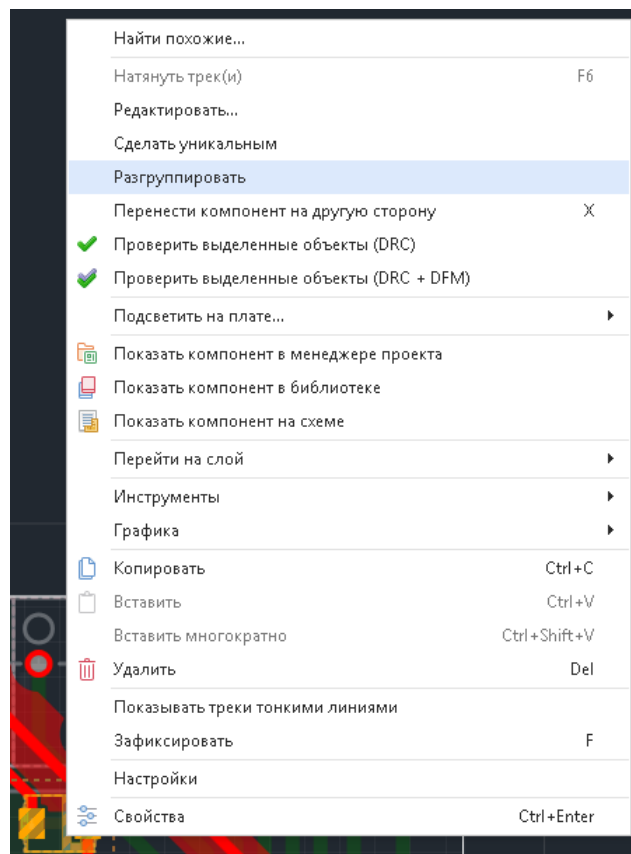 Найти похожие...
Натянуть трек(и) F6
Редактировать...
Сделать уникальным
Разгруппировать
Перенести компонент на другую сторону X
Проверить выделенные объекты (DRC)
Проверить выделенные объекты (DRC + DFM)
Подсветить на плате...
Показать компонент в менеджере проекта
Показать компонент в библиотеке
Показать компонент на схеме
Перейти на слой
Инструменты
Графика
Копировать Ctrl+C
Вставить Ctrl+V
Вставить многократно Ctrl+Shift+V
Удалить Del
Показывать треки тонкими линиями
Зафиксировать F
Настройки
Свойства Ctrl+Enter